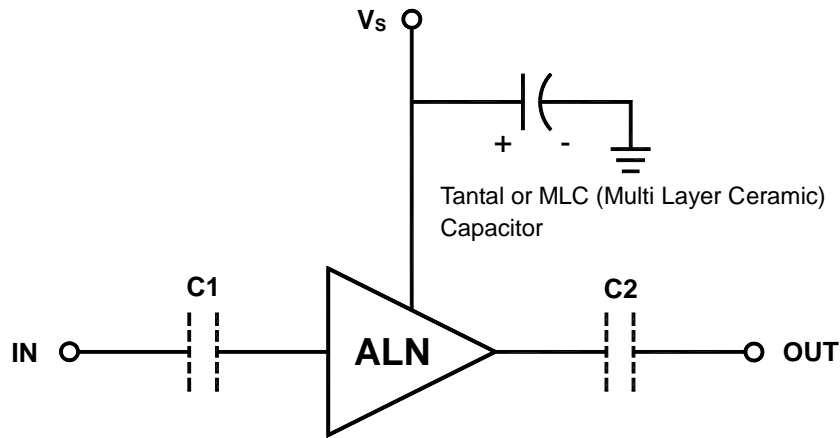 Vs
+ -
Tantal or MLC (Multi Layer Ceramic)
Capacitor
C1
C2
IN
ALN
OUT